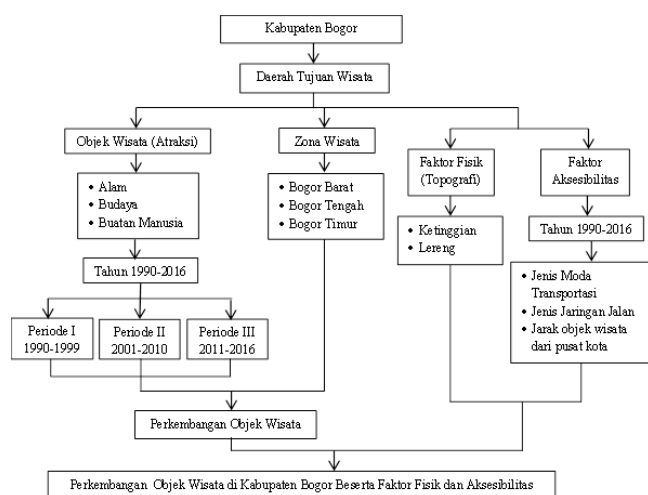 Kabupaten Bogor
Daerah Tujuan Wisata
Objek Wisata (Atraksi)
Zona Wisata
Faktor Fisik
(Topografi)
Faktor
Aksesibilitas
• Alam
• Budaya
• Buatan Manusia
• Bogor Barat
• Bogor Tengah
• Bogor Timur
• Ketinggian
• Lereng
Tahun 1990-2016
Tahun 1990-2016
• Jenis Moda
Transportasi
• Jenis Jaringan Jalan
• Jarak objek wisata
dari pusat kota
Periode I
1990-1999
Periode II
2001-2010
Periode III
2011-2016
Perkembangan Objek Wisata
Perkembangan Objek Wisata di Kabupaten Bogor Beserta Faktor Fisik dan Aksesibilitas